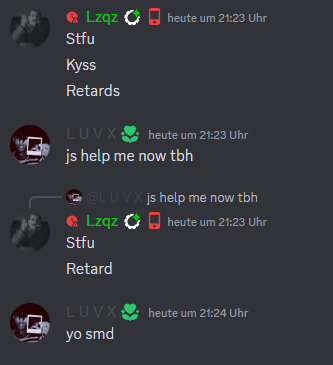 Lzqz heute um 21:23 Uhr
Stfu
Kyss
Retards
L U V X heute um 21:23 Uhr
js help me now tbh
@L U V X js help me now tbh
Lzqz heute um 21:23 Uhr
Stfu
Retard
L U V X heute um 21:24 Uhr
yo smd